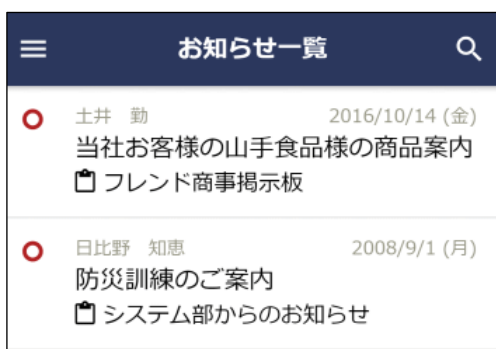 お知らせ一覧
土井　勤 2016/10/14 (金)
当社お客様の山手食品様の商品案内
フレンド商事掲示板
日比野　知恵 2008/9/1 (月)
防災訓練のご案内
システム部からのお知らせ